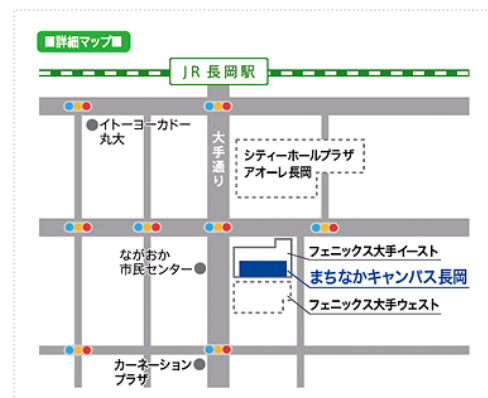 ■詳細マップ■
JR 長岡駅
イトーヨーカドー
丸大
大手通り
シティーホールプラザ
アオーレ長岡
ながおか
市民センター
フェニックス大手イースト
まちなかキャンパス長岡
フェニックス大手ウェスト
カーネーション
プラザ